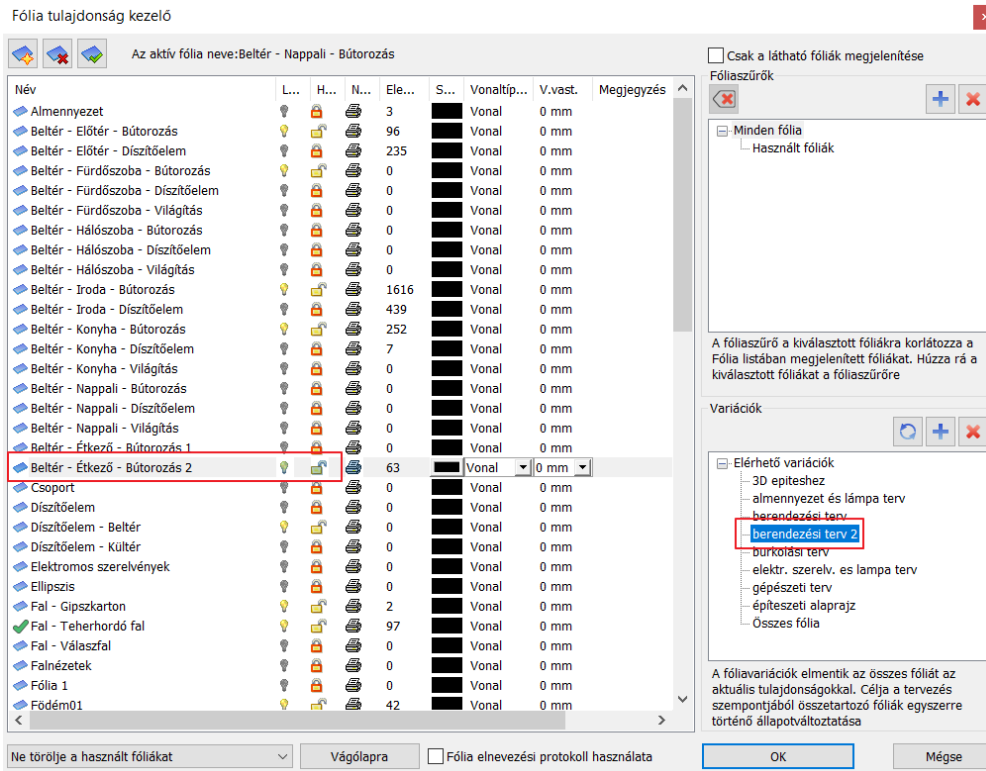 Fólia tulajdonság kezelő
Az aktív fólia neve:Beltér - Nappali - Bútorozás
Csak a látható fóliák megjelenítése
Név L... H... N... Ele... S... Vonaltíp... V.vast. Megjegyzés
Almennyezet 3 Vonal 0 mm
Beltér - Előtér - Bútorozás 96 Vonal 0 mm
Beltér - Előtér - Díszítőelem 235 Vonal 0 mm
Beltér - Fürdőszoba - Bútorozás 0 Vonal 0 mm
Beltér - Fürdőszoba - Díszítőelem 0 Vonal 0 mm
Beltér - Fürdőszoba - Világítás 0 Vonal 0 mm
Beltér - Hálószoba - Bútorozás 0 Vonal 0 mm
Beltér - Hálószoba - Díszítőelem 0 Vonal 0 mm
Beltér - Hálószoba - Világítás 0 Vonal 0 mm
Beltér - Iroda - Bútorozás 1616 Vonal 0 mm
Beltér - Iroda - Díszítőelem 439 Vonal 0 mm
Beltér - Konyha - Bútorozás 252 Vonal 0 mm
Beltér - Konyha - Díszítőelem 7 Vonal 0 mm
Beltér - Konyha - Világítás 0 Vonal 0 mm
Beltér - Nappali - Bútorozás 0 Vonal 0 mm
Beltér - Nappali - Díszítőelem 0 Vonal 0 mm
Beltér - Nappali - Világítás 0 Vonal 0 mm
Beltér - Étkező - Bútorozás 1 0 Vonal 0 mm
Beltér - Étkező - Bútorozás 2 63 Vonal 0 mm
Csoport 0 Vonal 0 mm
Díszítőelem 0 Vonal 0 mm
Díszítőelem - Beltér 0 Vonal 0 mm
Díszítőelem - Kültér 0 Vonal 0 mm
Elektromos szerelvények 0 Vonal 0 mm
Ellipszis 0 Vonal 0 mm
Fal - Gipszkarton 2 Vonal 0 mm
Fal - Teherhordó fal 97 Vonal 0 mm
Fal - Válaszfal 0 Vonal 0 mm
Falnézetek 0 Vonal 0 mm
Fólia 1 0 Vonal 0 mm
Födém01 42 Vonal 0 mm
Fóliaszűrők
Minden fólia
Használt fóliák
A fóliaszűrő a kiválasztott fóliákra korlátozza a
Fólia listában megjelenített fóliákat. Húzza rá a
kiválasztott fóliákat a fóliaszűrőre
Variációk
Elérhető variációk
3D epiteshez
almennyezet és lámpa terv
berendezési terv
berendezési terv 2
burkolási terv
elektr. szerelv. es lampa terv
gépészeti terv
építeszeti alaprajz
Összes fólia
A fóliavariációk elmentik az összes fóliát az
aktuális tulajdonságokkal. Célja a tervezés
szempontjából összetartozó fóliák egyszerre
történő állapotváltoztatása
Ne törölje a használt fóliákat
Vágólapra
Fólia elnevezési protokoll használata
OK
Mégse